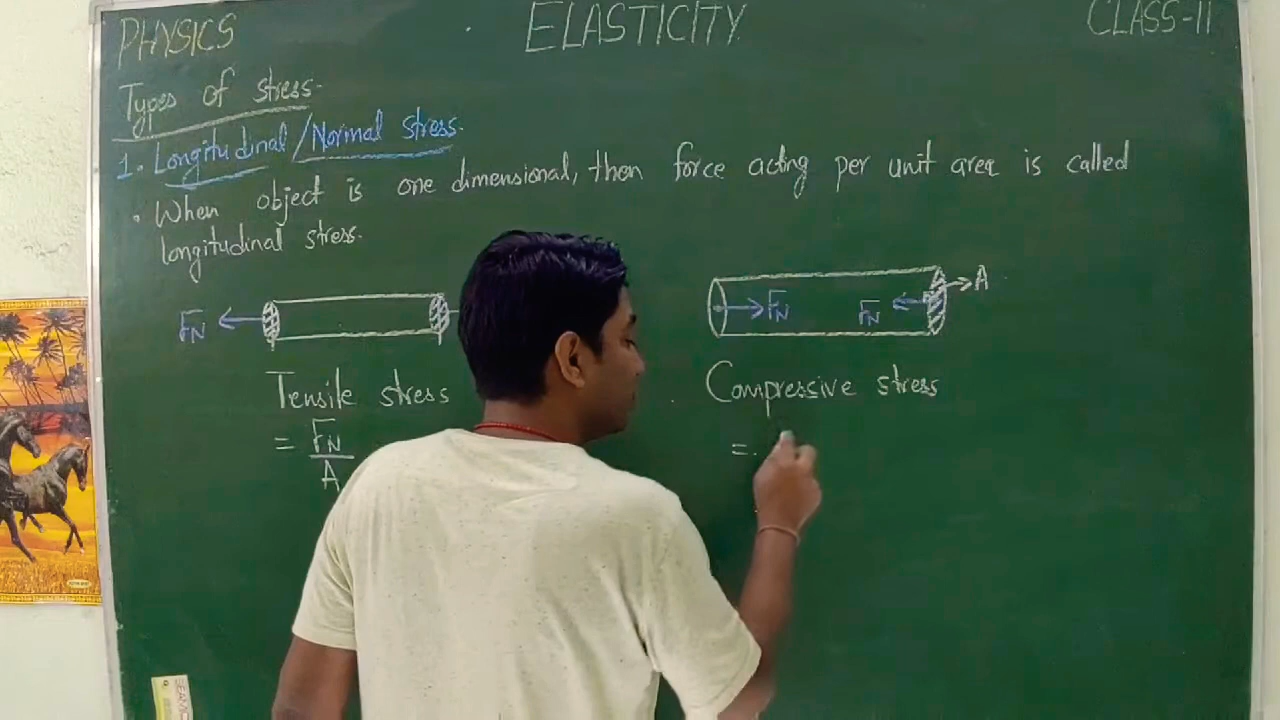 PHYSICS ELASTICITY CLASS-11
Types of stress.
1. Longitudinal /Normal stress.
• When object is one dimensional, then force acting per unit area is called
longitudinal stress.
FN FN FN A
Tensile stress Compressive stress
= FN =
A